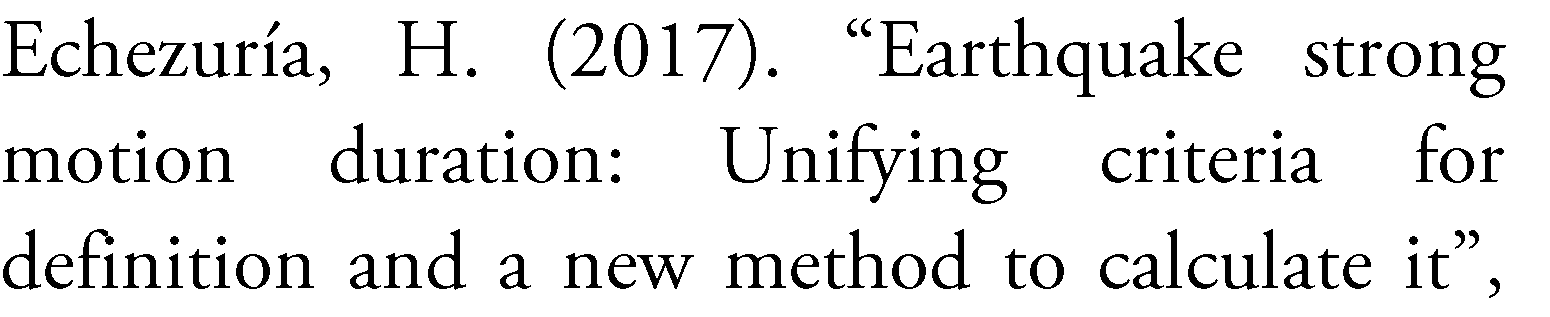 Echezuría, H. (2017). “Earthquake strong
motion duration: Unifying criteria for
definition and a new method to calculate it”,